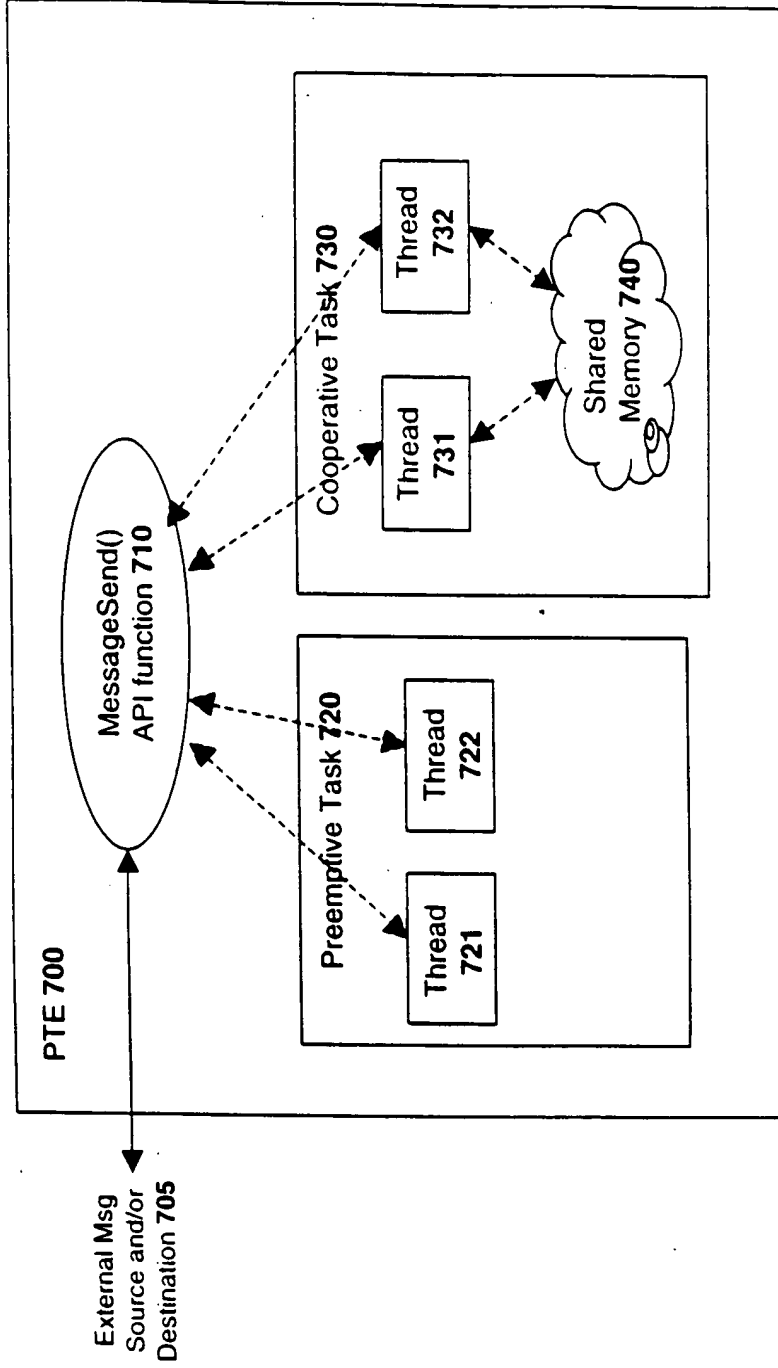 PTE 700
External Msg
Source and/or
Destination 705
MessageSend()
API function 710
Preemptive Task 720
Thread
721
Thread
722
Cooperative Task 730
Thread
731
Thread
732
Shared
Memory 740